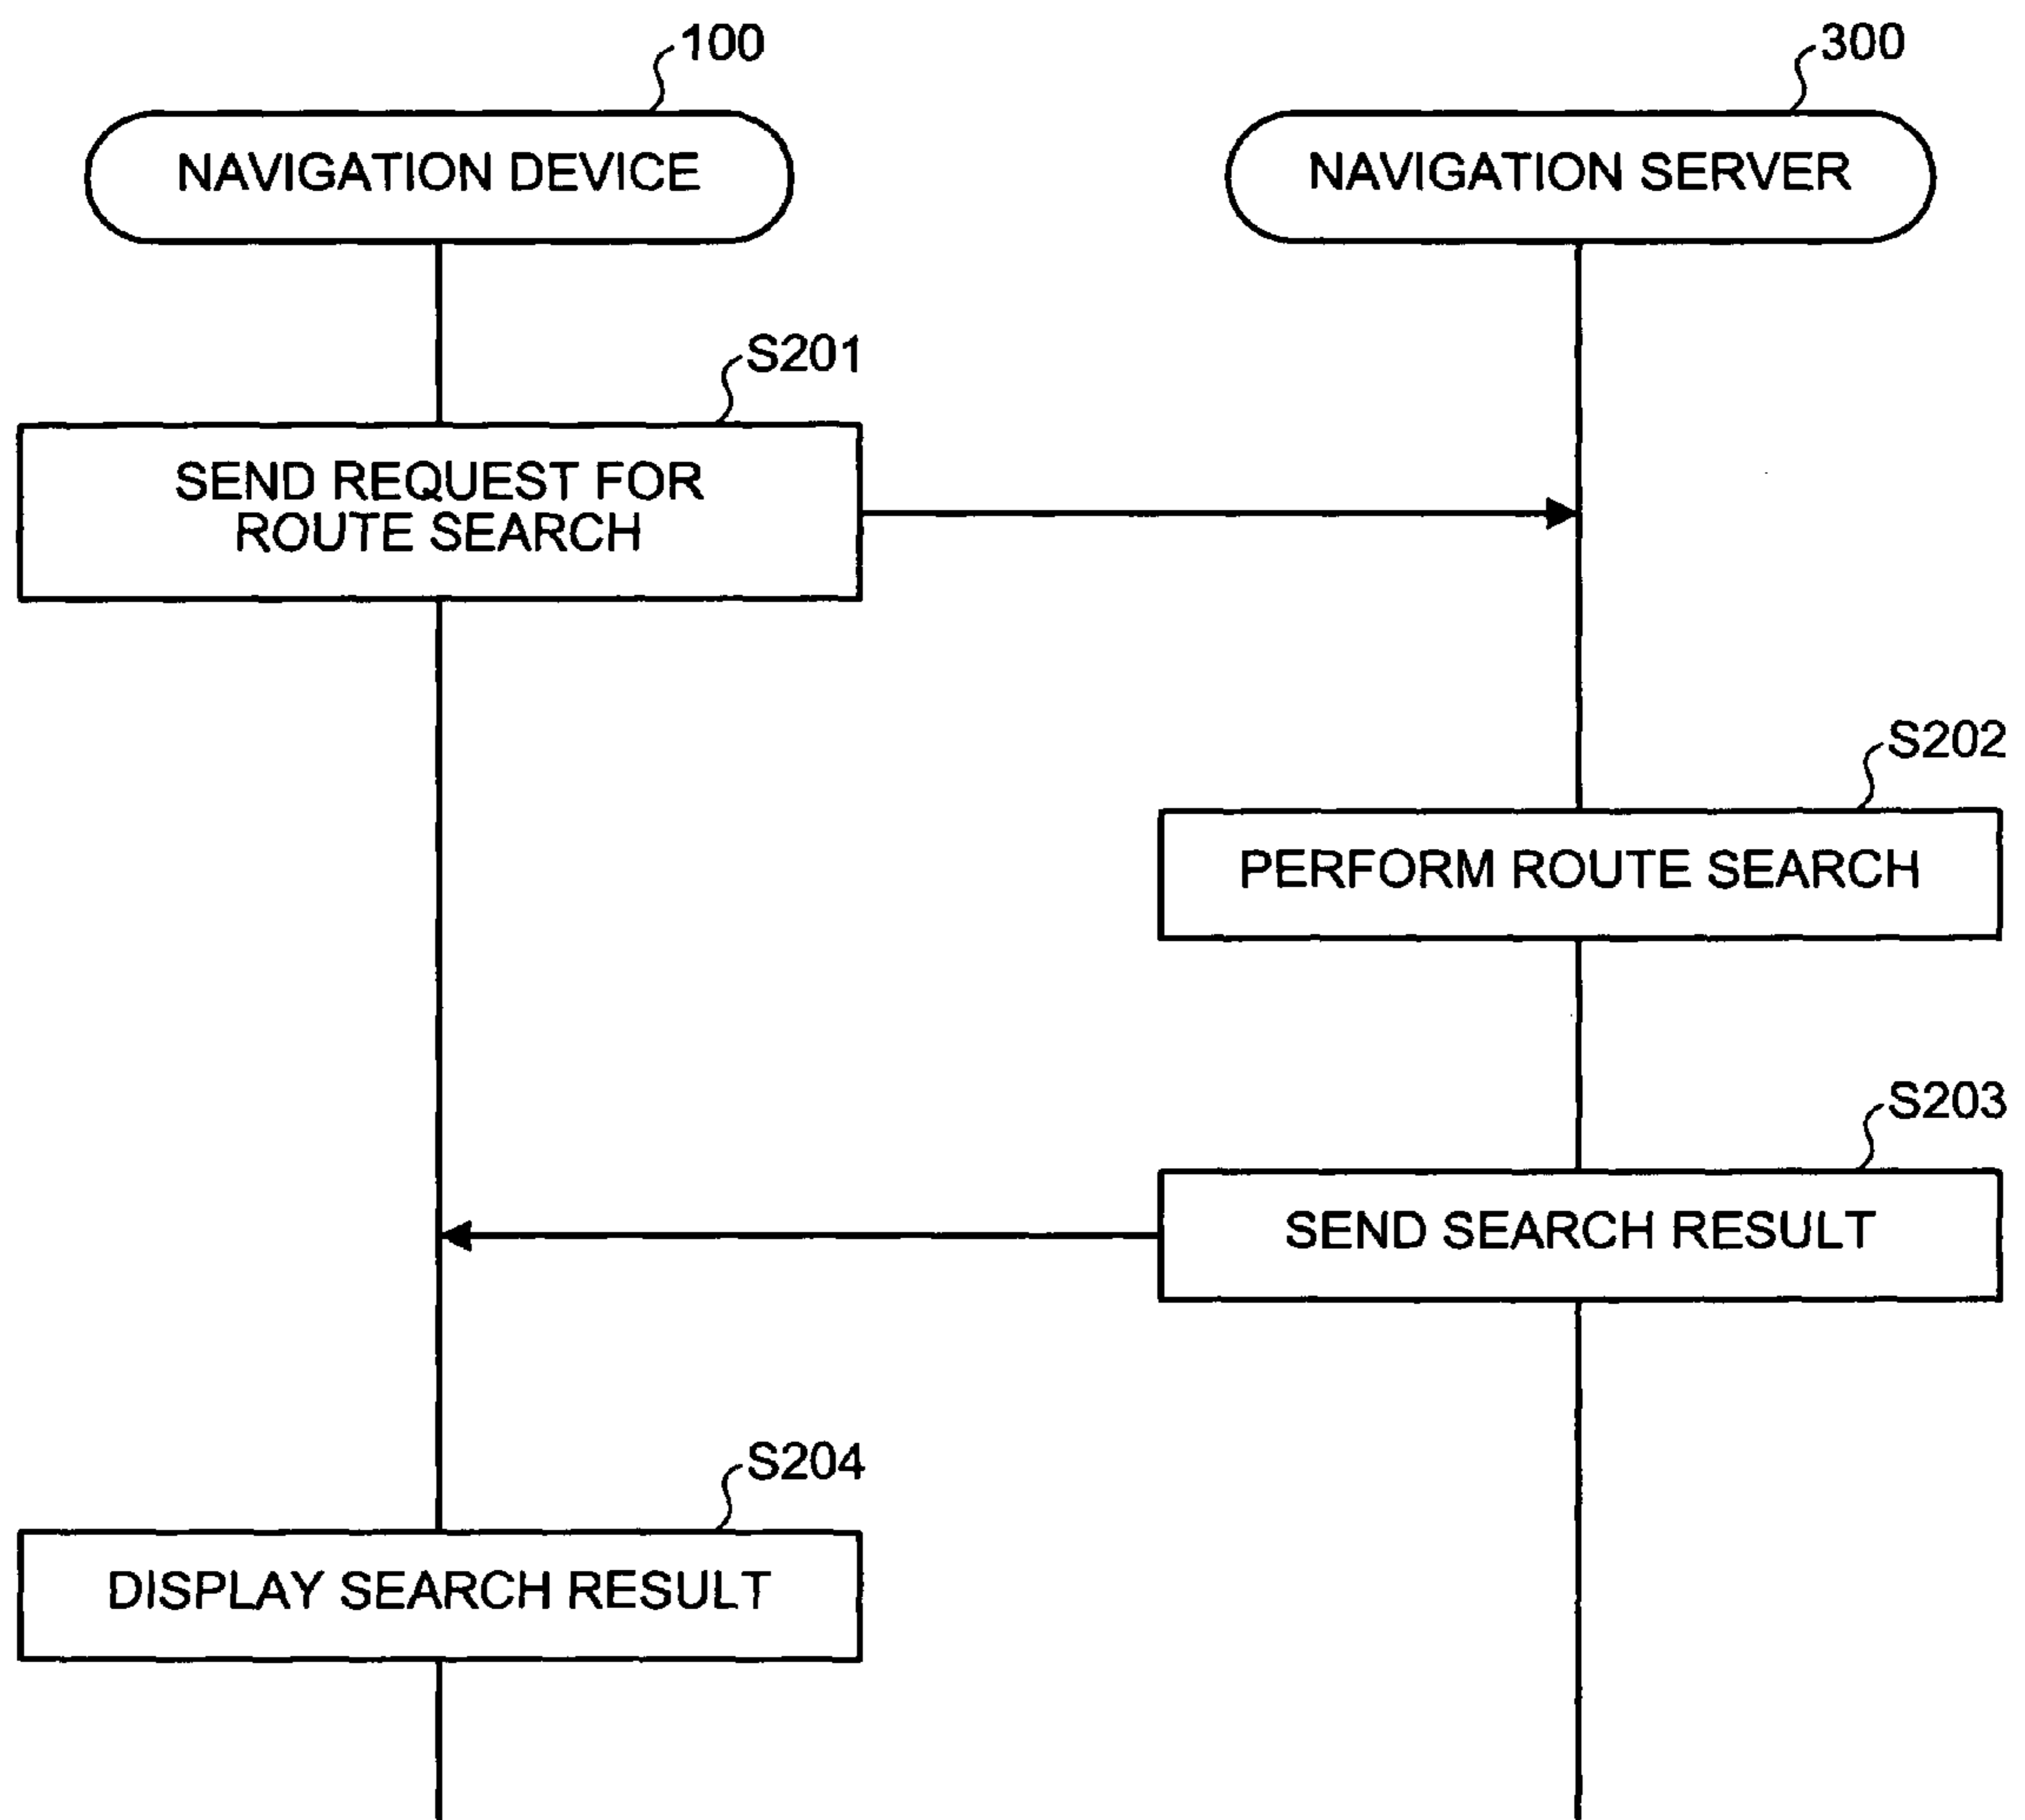 100
300
NAVIGATION DEVICE
NAVIGATION SERVER
S201
SEND REQUEST FOR
ROUTE SEARCH
S202
PERFORM ROUTE SEARCH
S203
SEND SEARCH RESULT
S204
DISPLAY SEARCH RESULT